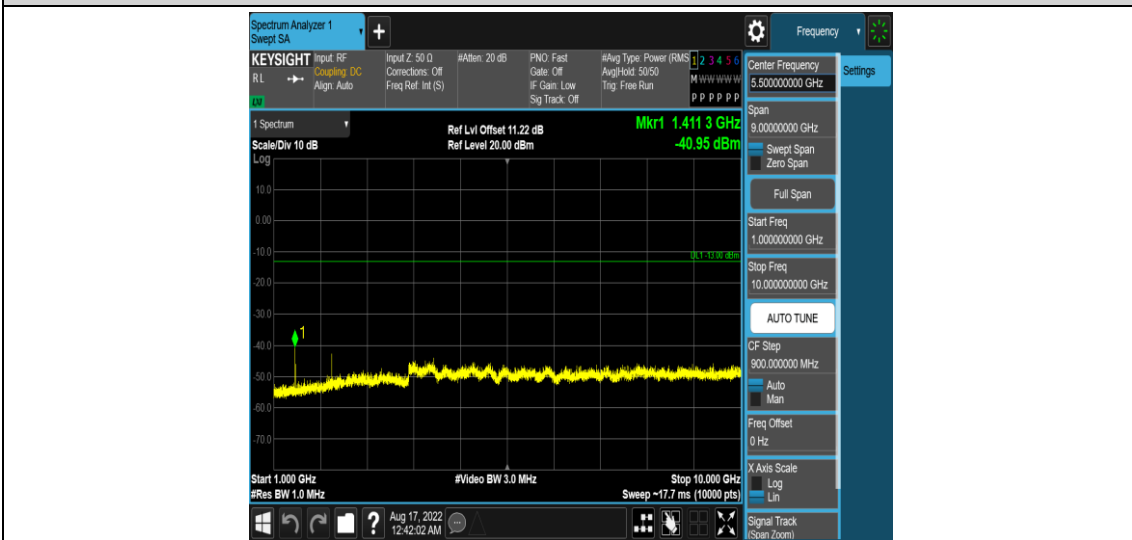 Spectrum Analyzer 1
Swept SA
+
Frequency
KEYSIGHT
RL
Input: RF
Coupling: DC
Align: Auto
Input Z: 50 Ω
Corrections: Off
Freq Ref: Int (S)
#Atten: 20 dB
PNO: Fast
Gate: Off
IF Gain: Low
Sig Track: Off
#Avg Type: Power (RMS
Avg|Hold: 50/50
Trig: Free Run
1 2 3 4 5 6
M W W W W W
P P P P P P
1 Spectrum
Scale/Div 10 dB
Log
Ref Lvl Offset 11.22 dB
Ref Level 20.00 dBm
Mkr1 1.411 3 GHz
-40.95 dBm
10.0
0.00
-10.0
DL1 -13.00 dBm
-20.0
-30.0
1
-40.0
-50.0
-60.0
-70.0
Start 1.000 GHz
#Res BW 1.0 MHz
#Video BW 3.0 MHz
Stop 10.000 GHz
Sweep ~17.7 ms (10000 pts)
?
Aug 17, 2022
12:42:02 AM
Center Frequency
5.500000000 GHz
Settings
Span
9.00000000 GHz
Swept Span
Zero Span
Full Span
Start Freq
1.000000000 GHz
Stop Freq
10.000000000 GHz
AUTO TUNE
CF Step
900.000000 MHz
Auto
Man
Freq Offset
0 Hz
X Axis Scale
Log
Lin
Signal Track
(Span Zoom)